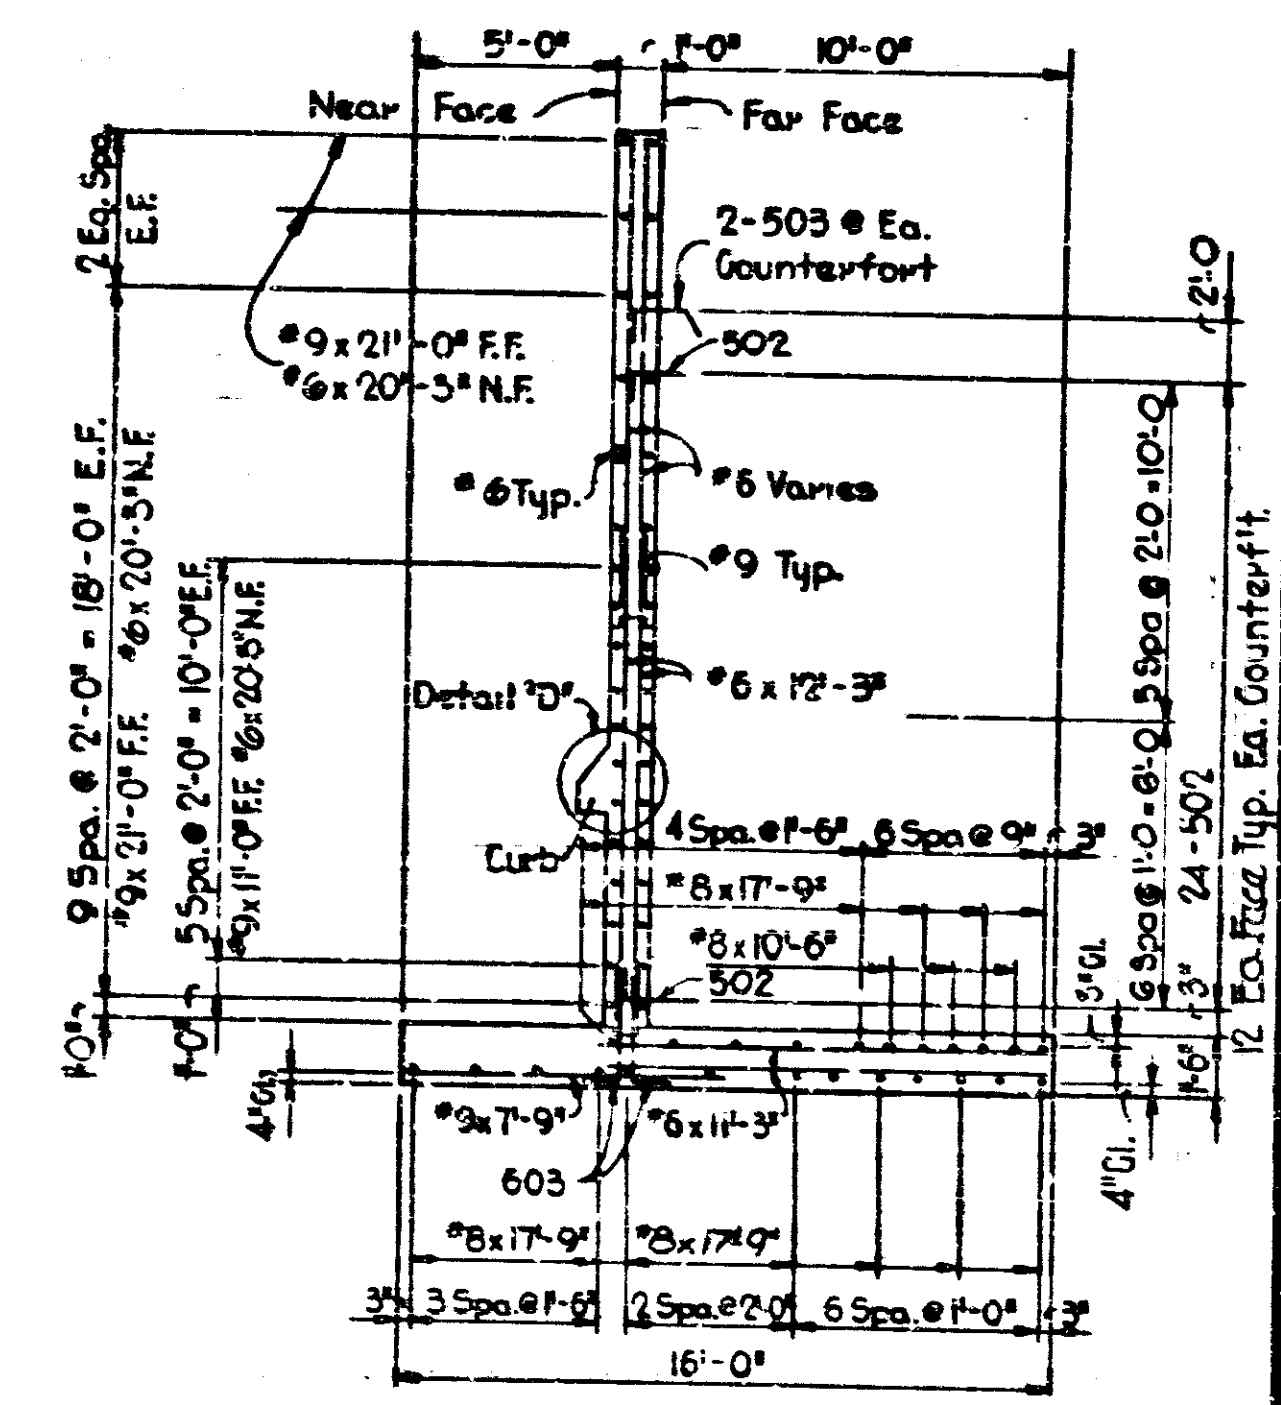 5'-0"
1'-0"
10'-0"
Near Face
Far Face
2 Eq. Spa.
E.F.
2-503 @ Ea.
Counterfort
2'-0
502
#9 x 21'-0" F.F.
#6 x 20'-3" N.F.
9 Spa. @ 2'-0" = 18'-0" E.F.
#9 x 21'-0" F.F. #6 x 20'-3" N.F.
5 Spa. @ 2'-0" = 10'-0" E.F.
#9 x 11'-0" F.F. #6x20'-3" N.F.
#6 Typ.
#6 Varies
#9 Typ.
#6 x 12'-3"
Detail "D"
Curb
6 Spa @ 1'-0 = 6'-0 5 Spa @ 2'-0 = 10'-0
24-502
12 Ea. Face Typ. Ea. Counterf't.
4 Spa. @ 1'-6"
6 Spa @ 9"
3"
#8 x 17'-9"
#8 x 10'-6"
502
3" Cl.
3"
1'-0"
1'-0"
1'-6"
4" Cl.
#9 x 7'-9"
#6 x 11'-3"
603
4" Cl.
#8 x 17'-9"
#8 x 17'-9"
3"
3 Spa. @ 1'-6"
2 Spa. @ 2'-0"
6 Spa. @ 1'-0"
3"
16'-0"